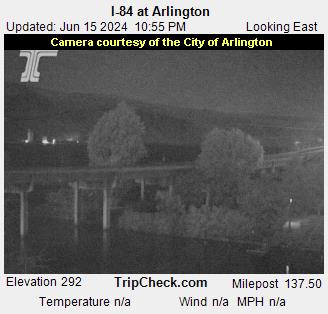 I-84 at Arlington
Updated: Jun 15 2024 10:55 PM Looking East
Camera courtesy of the City of Arlington
Elevation 292 TripCheck.com Milepost 137.50
Temperature n/a Wind n/a MPH n/a